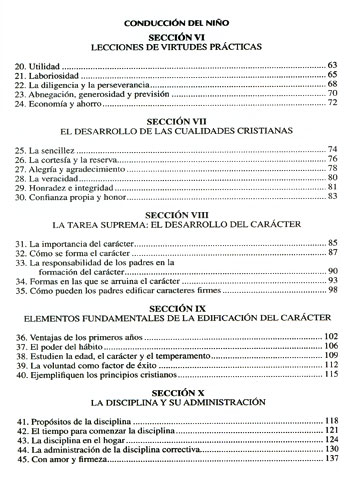 CONDUCCIÓN DEL NIÑO
SECCIÓN VI
LECCIONES DE VIRTUDES PRÁCTICAS
20. Utilidad ........ 63
21. Laboriosidad ........ 65
22. La diligencia y la perseverancia ........ 68
23. Abnegación, generosidad y previsión ........ 70
24. Economía y ahorro ........ 72
SECCIÓN VII
EL DESARROLLO DE LAS CUALIDADES CRISTIANAS
25. La sencillez ........ 74
26. La cortesía y la reserva ........ 76
27. Alegría y agradecimiento ........ 78
28. La veracidad ........ 80
29. Honradez e integridad ........ 81
30. Confianza propia y honor ........ 83
SECCIÓN VIII
LA TAREA SUPREMA: EL DESARROLLO DEL CARÁCTER
31. La importancia del carácter ........ 85
32. Cómo se forma el carácter ........ 87
33. La responsabilidad de los padres en la
formación del carácter ........ 90
34. Formas en las que se arruina el carácter ........ 93
35. Cómo pueden los padres edificar caracteres firmes ........ 98
SECCIÓN IX
ELEMENTOS FUNDAMENTALES DE LA EDIFICACIÓN DEL CARÁCTER
36. Ventajas de los primeros años ........ 102
37. El poder del hábito ........ 106
38. Estudien la edad, el carácter y el temperamento ........ 109
39. La voluntad como factor de éxito ........ 112
40. Ejemplifiquen los principios cristianos ........ 115
SECCIÓN X
LA DISCIPLINA Y SU ADMINISTRACIÓN
41. Propósitos de la disciplina ........ 118
42. El tiempo para comenzar la disciplina ........ 121
43. La disciplina en el hogar ........ 124
44. La administración de la disciplina correctiva ........ 130
45. Con amor y firmeza ........ 137